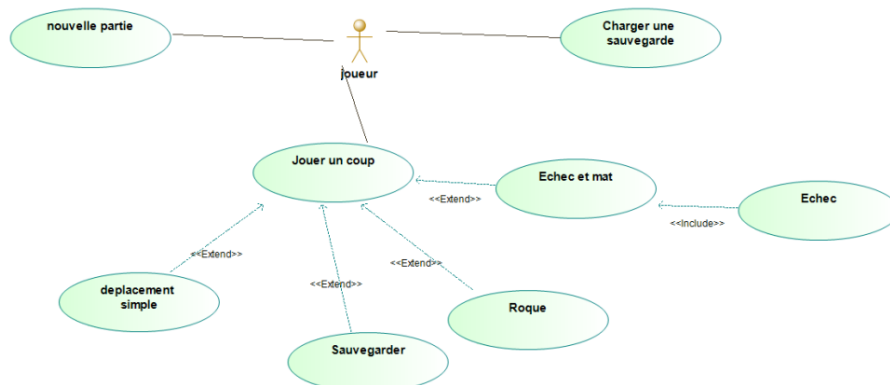 nouvelle partie
Charger une
sauvegarde
joueur
Jouer un coup
Echec et mat
Echec
<<Extend>>
<<Include>>
<<Extend>>
<<Extend>>
<<Extend>>
deplacement
simple
Roque
Sauvegarder